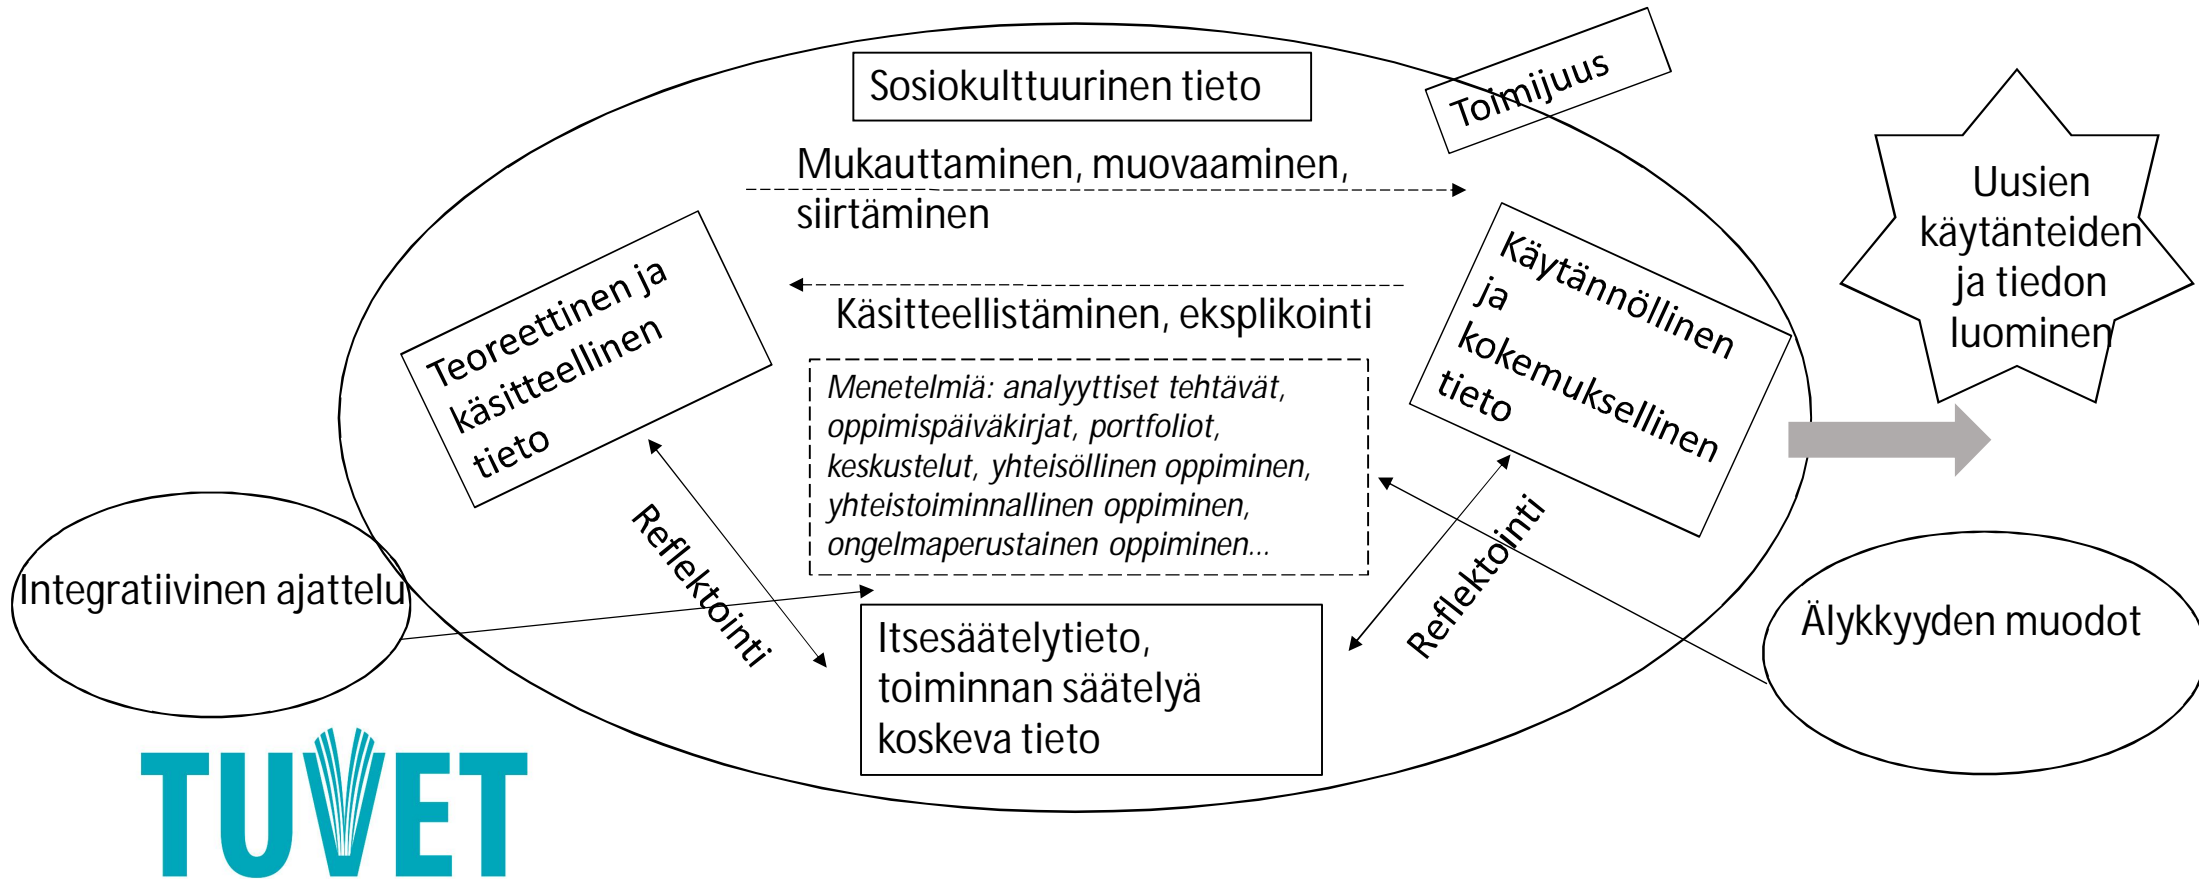 Sosiokulttuurinen tieto
Toimijuus
Mukauttaminen, muovaaminen,
siirtäminen
Uusien
käytänteiden
ja tiedon
luominen
Teoreettinen ja
käsitteellinen
tieto
Käsitteellistäminen, eksplikointi
Käytännöllinen
ja
kokemuksellinen
tieto
Menetelmiä: analyyttiset tehtävät,
oppimispäiväkirjat, portfoliot,
keskustelut, yhteisöllinen oppiminen,
yhteistoiminnallinen oppiminen,
ongelmaperustainen oppiminen...
Reflektointi
Reflektointi
Integratiivinen ajattelu
Älykkyyden muodot
Itsesäätelytieto,
toiminnan säätelyä
koskeva tieto
TUVET